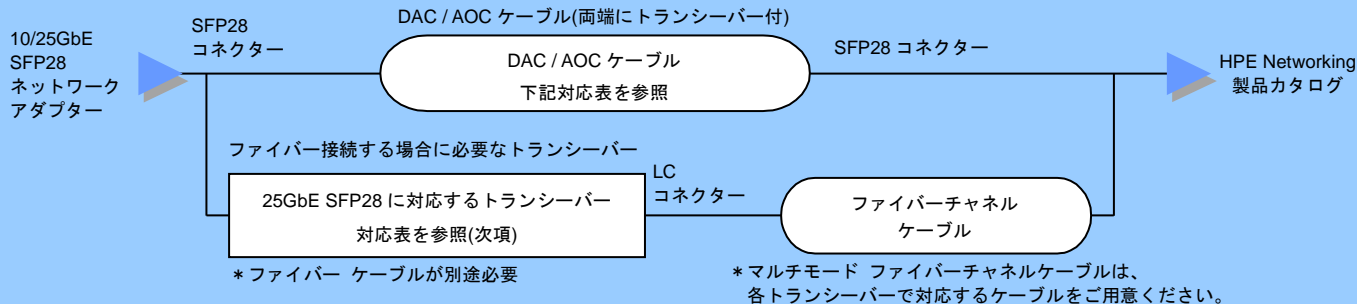 10/25GbE
SFP28
ネットワーク
アダプター
SFP28
コネクター
DAC / AOC ケーブル(両端にトランシーバー付)
DAC / AOC ケーブル
下記対応表を参照
SFP28 コネクター
HPE Networking
製品カタログ
ファイバー接続する場合に必要なトランシーバー
25GbE SFP28 に対応するトランシーバー
対応表を参照(次項)
LC
コネクター
ファイバーチャネル
ケーブル
*ファイバー ケーブルが別途必要
*マルチモード ファイバーチャネルケーブルは、
各トランシーバーで対応するケーブルをご用意ください。